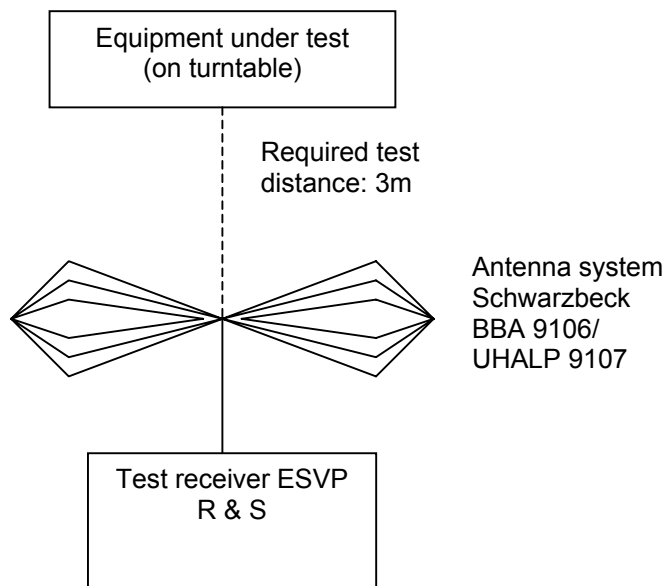 Equipment under test
(on turntable)
Required test
distance: 3m
Antenna system
Schwarzbeck
BBA 9106/
UHALP 9107
Test receiver ESVP
R & S